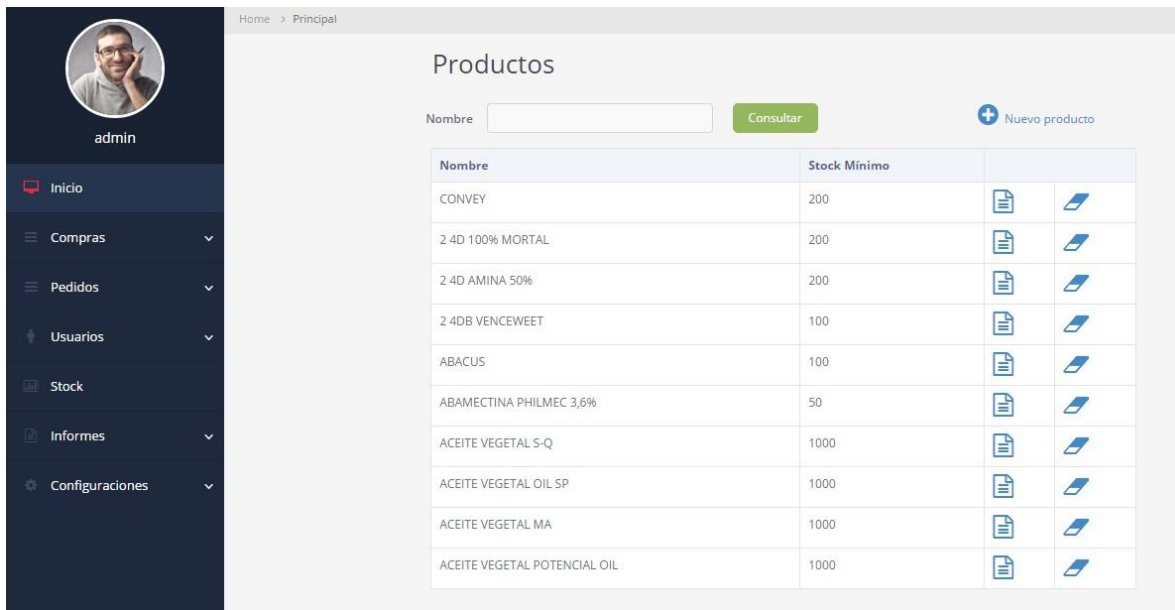 Home > Principal
admin
Inicio
Compras
Pedidos
Usuarios
Stock
Informes
Configuraciones
Productos
Nombre Consultar Nuevo producto
Nombre Stock Mínimo
CONVEY 200
2 4D 100% MORTAL 200
2 4D AMINA 50% 200
2 4DB VENCEWEET 100
ABACUS 100
ABAMECTINA PHILMEC 3,6% 50
ACEITE VEGETAL S-Q 1000
ACEITE VEGETAL OIL SP 1000
ACEITE VEGETAL MA 1000
ACEITE VEGETAL POTENCIAL OIL 1000